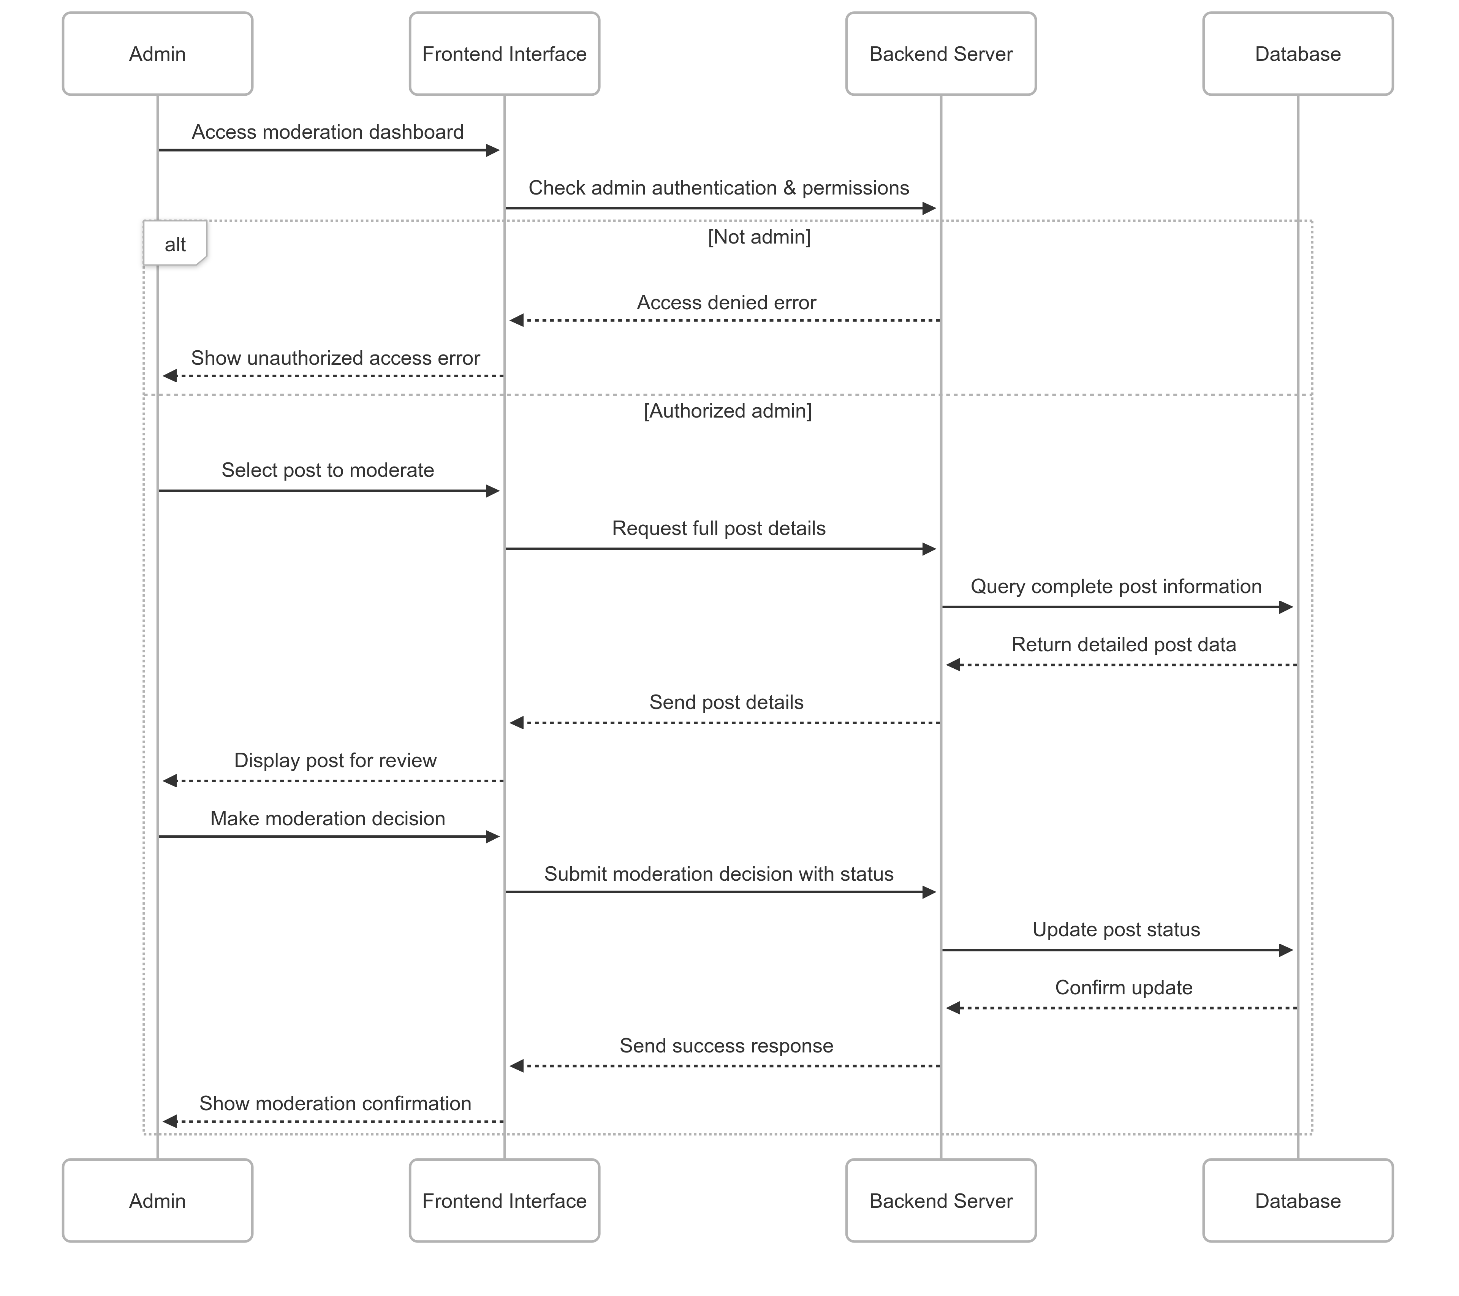 Admin
Frontend Interface
Backend Server
Database
Access moderation dashboard
Check admin authentication & permissions
alt
[Not admin]
Access denied error
Show unauthorized access error
[Authorized admin]
Select post to moderate
Request full post details
Query complete post information
Return detailed post data
Send post details
Display post for review
Make moderation decision
Submit moderation decision with status
Update post status
Confirm update
Send success response
Show moderation confirmation
Admin
Frontend Interface
Backend Server
Database